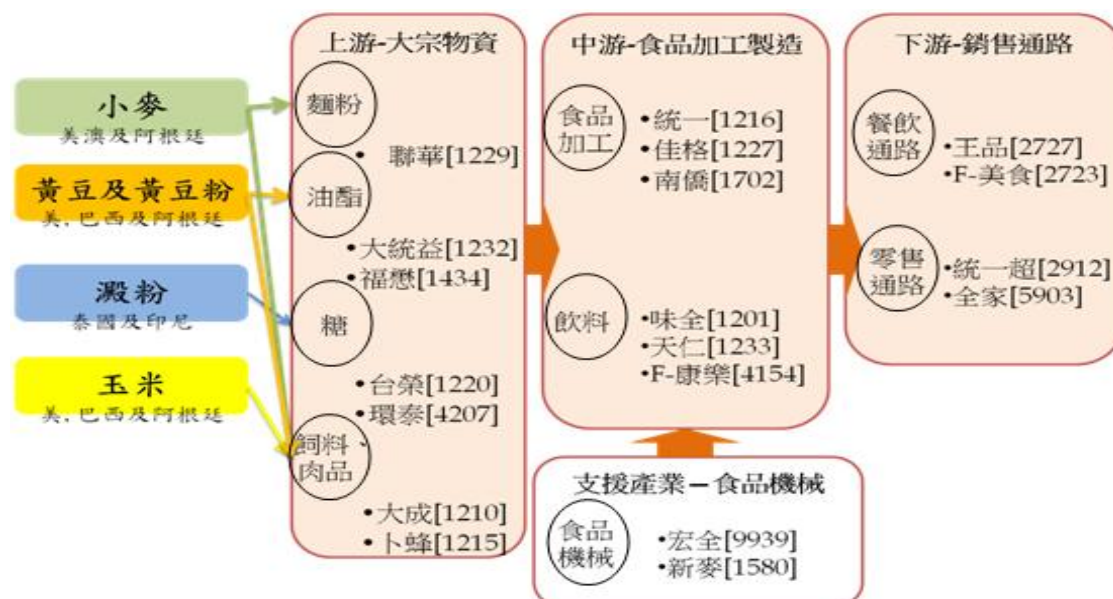 小麥
美澳及阿根廷
黃豆及黃豆粉
美,巴西及阿根廷
澱粉
泰國及印尼
玉米
美,巴西及阿根廷
上游-大宗物資
麵粉
• 聯華[1229]
油酯
•大統益[1232]
•福懋[1434]
糖
•台榮[1220]
•環泰[4207]
飼料、
肉品
•大成[1210]
•卜蜂[1215]
中游-食品加工製造
食品
加工
•統一[1216]
•佳格[1227]
•南僑[1702]
飲料
•味全[1201]
•天仁[1233]
•F-康樂[4154]
下游-銷售通路
餐飲
通路
•王品[2727]
•F-美食[2723]
零售
通路
•統一超[2912]
•全家[5903]
支援產業－食品機械
食品
機械
•宏全[9939]
•新麥[1580]